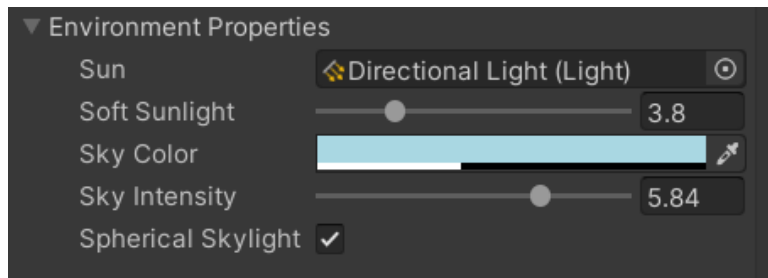 Environment Properties
Sun Directional Light (Light)
Soft Sunlight 3.8
Sky Color
Sky Intensity 5.84
Spherical Skylight